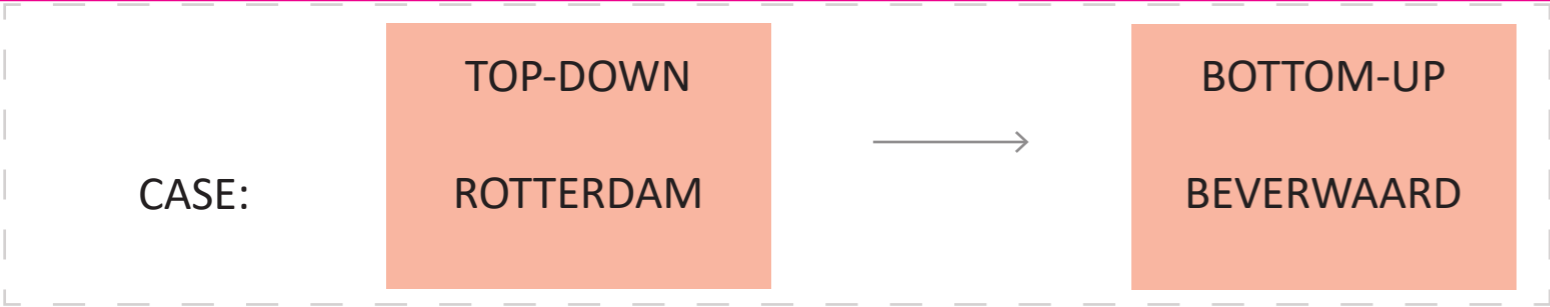 TOP-DOWN
BOTTOM-UP
CASE:
ROTTERDAM
BEVERWAARD